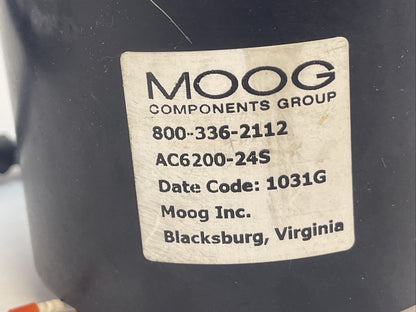 MOOG
COMPONENTS GROUP
800-336-2112
AC6200-24S
Date Code: 1031G
Moog Inc.
Blacksburg, Virginia